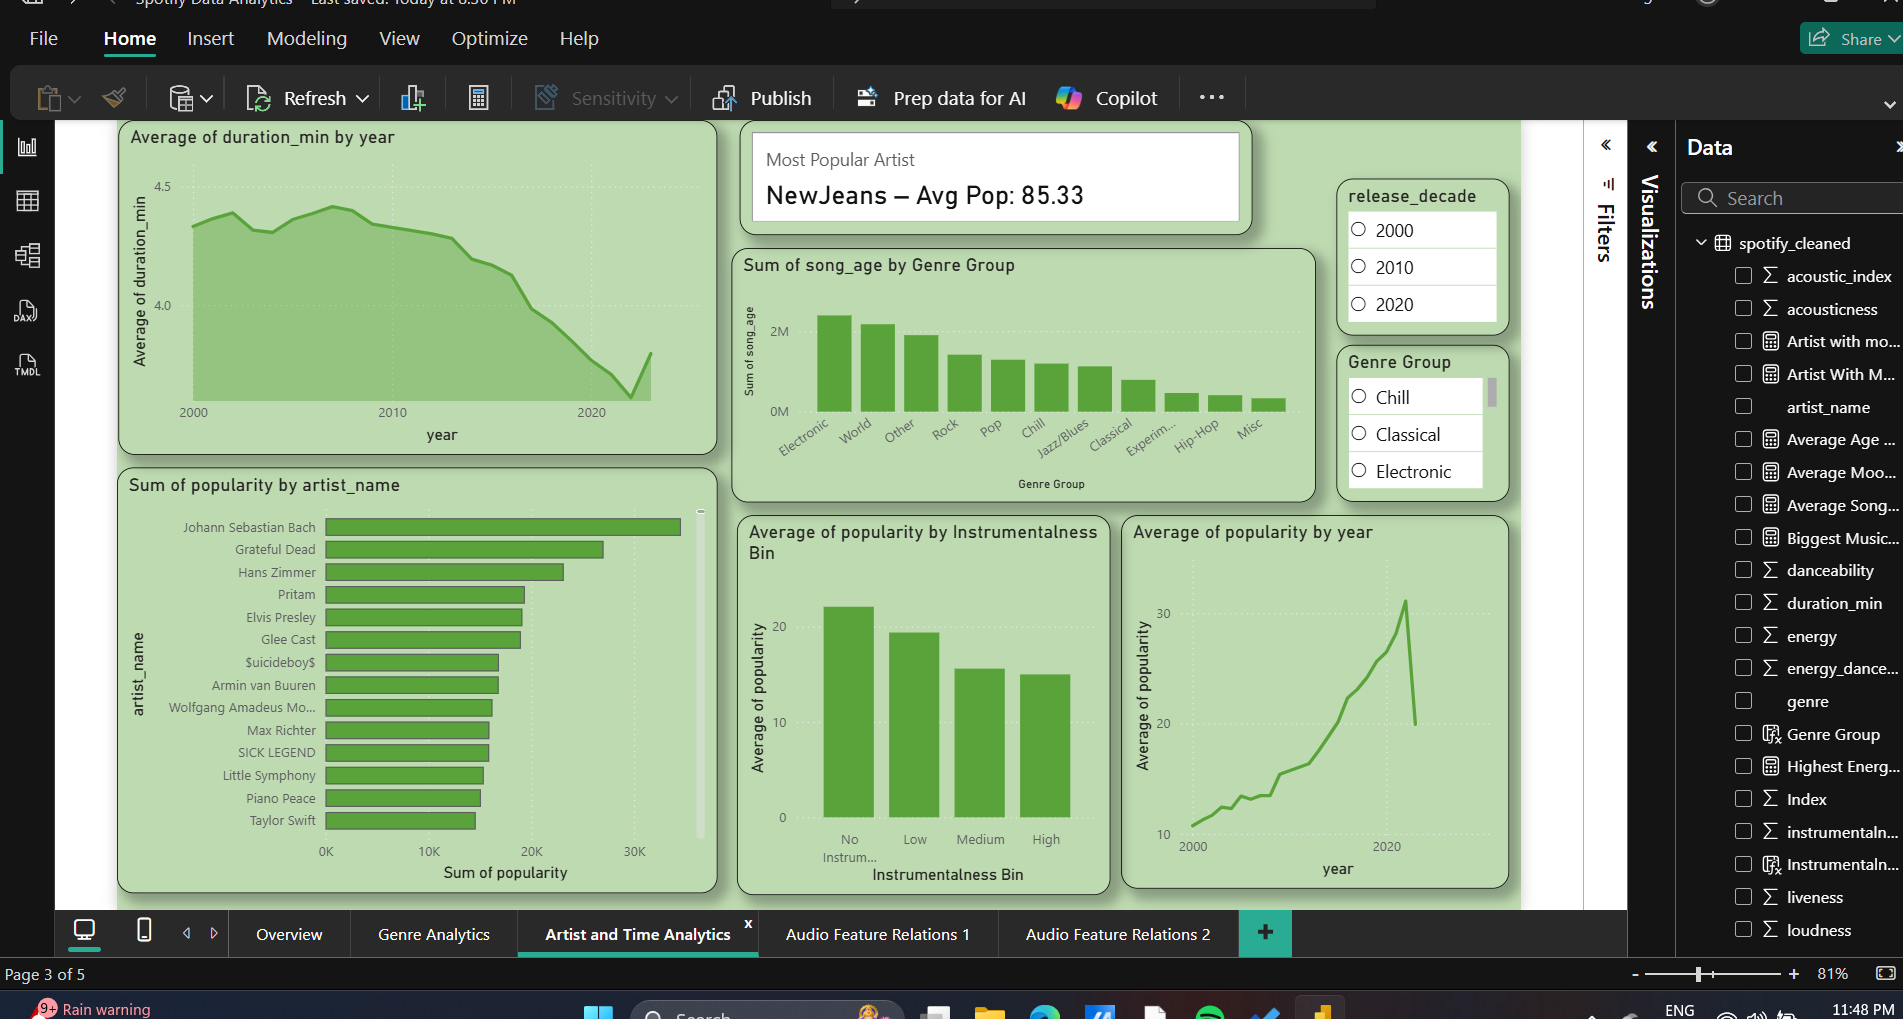 Spotify Data Analytics Last saved: Today at 8:30 PM
File Home Insert Modeling View Optimize Help
Share
Refresh Sensitivity Publish Prep data for AI Copilot ...
Average of duration_min by year
Average of duration_min
4.5
4.0
2000 2010 2020
year
Most Popular Artist
NewJeans – Avg Pop: 85.33
release_decade
2000
2010
2020
Sum of song_age by Genre Group
Sum of song_age
2M
0M
Electronic World Other Rock Pop Chill Jazz/Blues Classical Experim... Hip-Hop Misc
Genre Group
Genre Group
Chill
Classical
Electronic
Sum of popularity by artist_name
artist_name
Johann Sebastian Bach
Grateful Dead
Hans Zimmer
Pritam
Elvis Presley
Glee Cast
$uicideboy$
Armin van Buuren
Wolfgang Amadeus Mo...
Max Richter
SICK LEGEND
Little Symphony
Piano Peace
Taylor Swift
0K 10K 20K 30K
Sum of popularity
Average of popularity by Instrumentalness
Bin
Average of popularity
20
10
0
No
Instrum...
Low Medium High
Instrumentalness Bin
Average of popularity by year
Average of popularity
30
20
10
2000 2020
year
Filters
Visualizations
Data
Search
spotify_cleaned
acoustic_index
acousticness
Artist with mo...
Artist With M...
artist_name
Average Age ...
Average Moo...
Average Song...
Biggest Music...
danceability
duration_min
energy
energy_dance...
genre
Genre Group
Highest Energ...
Index
instrumentaln...
Instrumentaln...
liveness
loudness
DAX
TMDL
Overview Genre Analytics Artist and Time Analytics x Audio Feature Relations 1 Audio Feature Relations 2 +
Page 3 of 5
- + 81%
9+ Rain warning
Search
ENG
11:48 PM